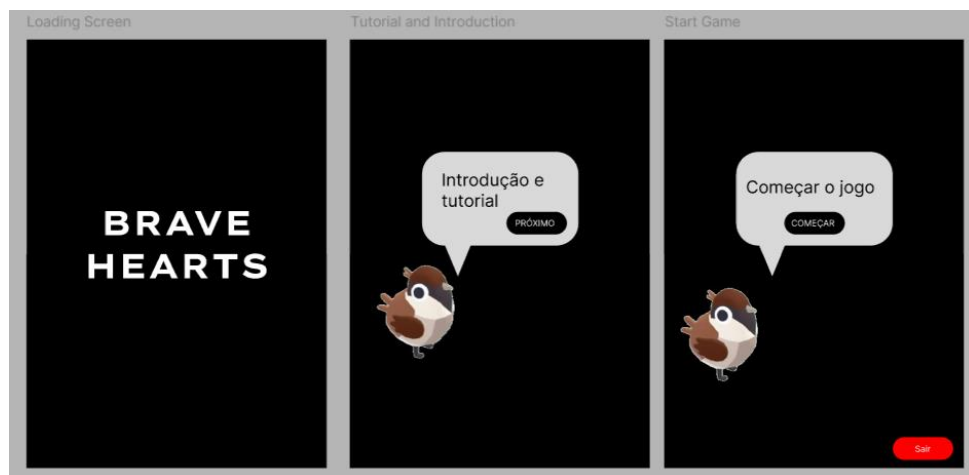 Loading Screen
Tutorial and Introduction
Start Game
BRAVE
HEARTS
Introdução e
tutorial
PRÓXIMO
Começar o jogo
COMEÇAR
Sair